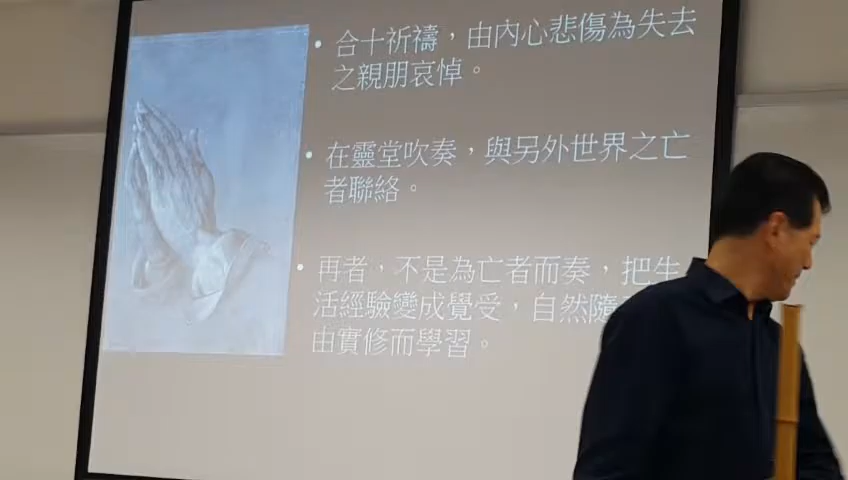 • 合十祈禱，由內心悲傷為失去
之親朋哀悼。
• 在靈堂吹奏，與另外世界之亡
者聯絡。
• 再者，不是為亡者而奏，把生
活經驗變成覺受，自然隨
由實修而學習。